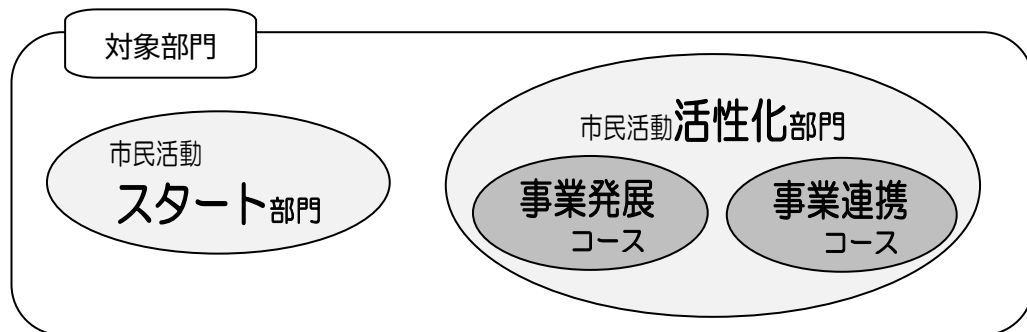 対象部門
市民活動
スタート部門
市民活動活性化部門
事業発展
コース
事業連携
コース